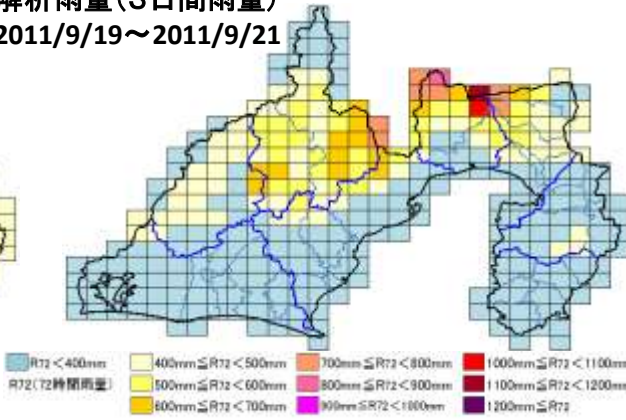 解析雨量(3日間雨量)
2011/9/19～2011/9/21
R72＜400mm
400mm≦R72＜500mm
700mm≦R72＜800mm
1000mm≦R72＜1100mm
R72(72時間雨量)
500mm≦R72＜600mm
800mm≦R72＜900mm
1100mm≦R72＜1200mm
600mm≦R72＜700mm
900mm≦R72＜1000mm
1200mm≦R72